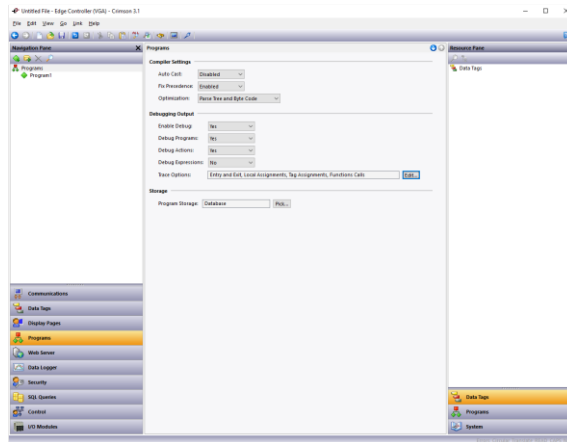 Untitled File - Edge Controller (VGA) - Crimson 3.1
File Edit View Go Link Help
Navigation Pane
Programs
Resource Pane
Programs
Program1
Data Tags
Compiler Settings
Auto Cast: Disabled
Fix Precedence: Enabled
Optimization: Parse Tree and Byte Code
Debugging Output
Enable Debug: Yes
Debug Programs: Yes
Debug Actions: Yes
Debug Expressions: No
Trace Options: Entry and Exit, Local Assignments, Tag Assignments, Functions Calls Edit...
Storage
Program Storage: Database Pick...
Communications
Data Tags
Display Pages
Programs
Web Server
Data Logger
Security
SQL Queries
Control
I/O Modules
Data Tags
Programs
System